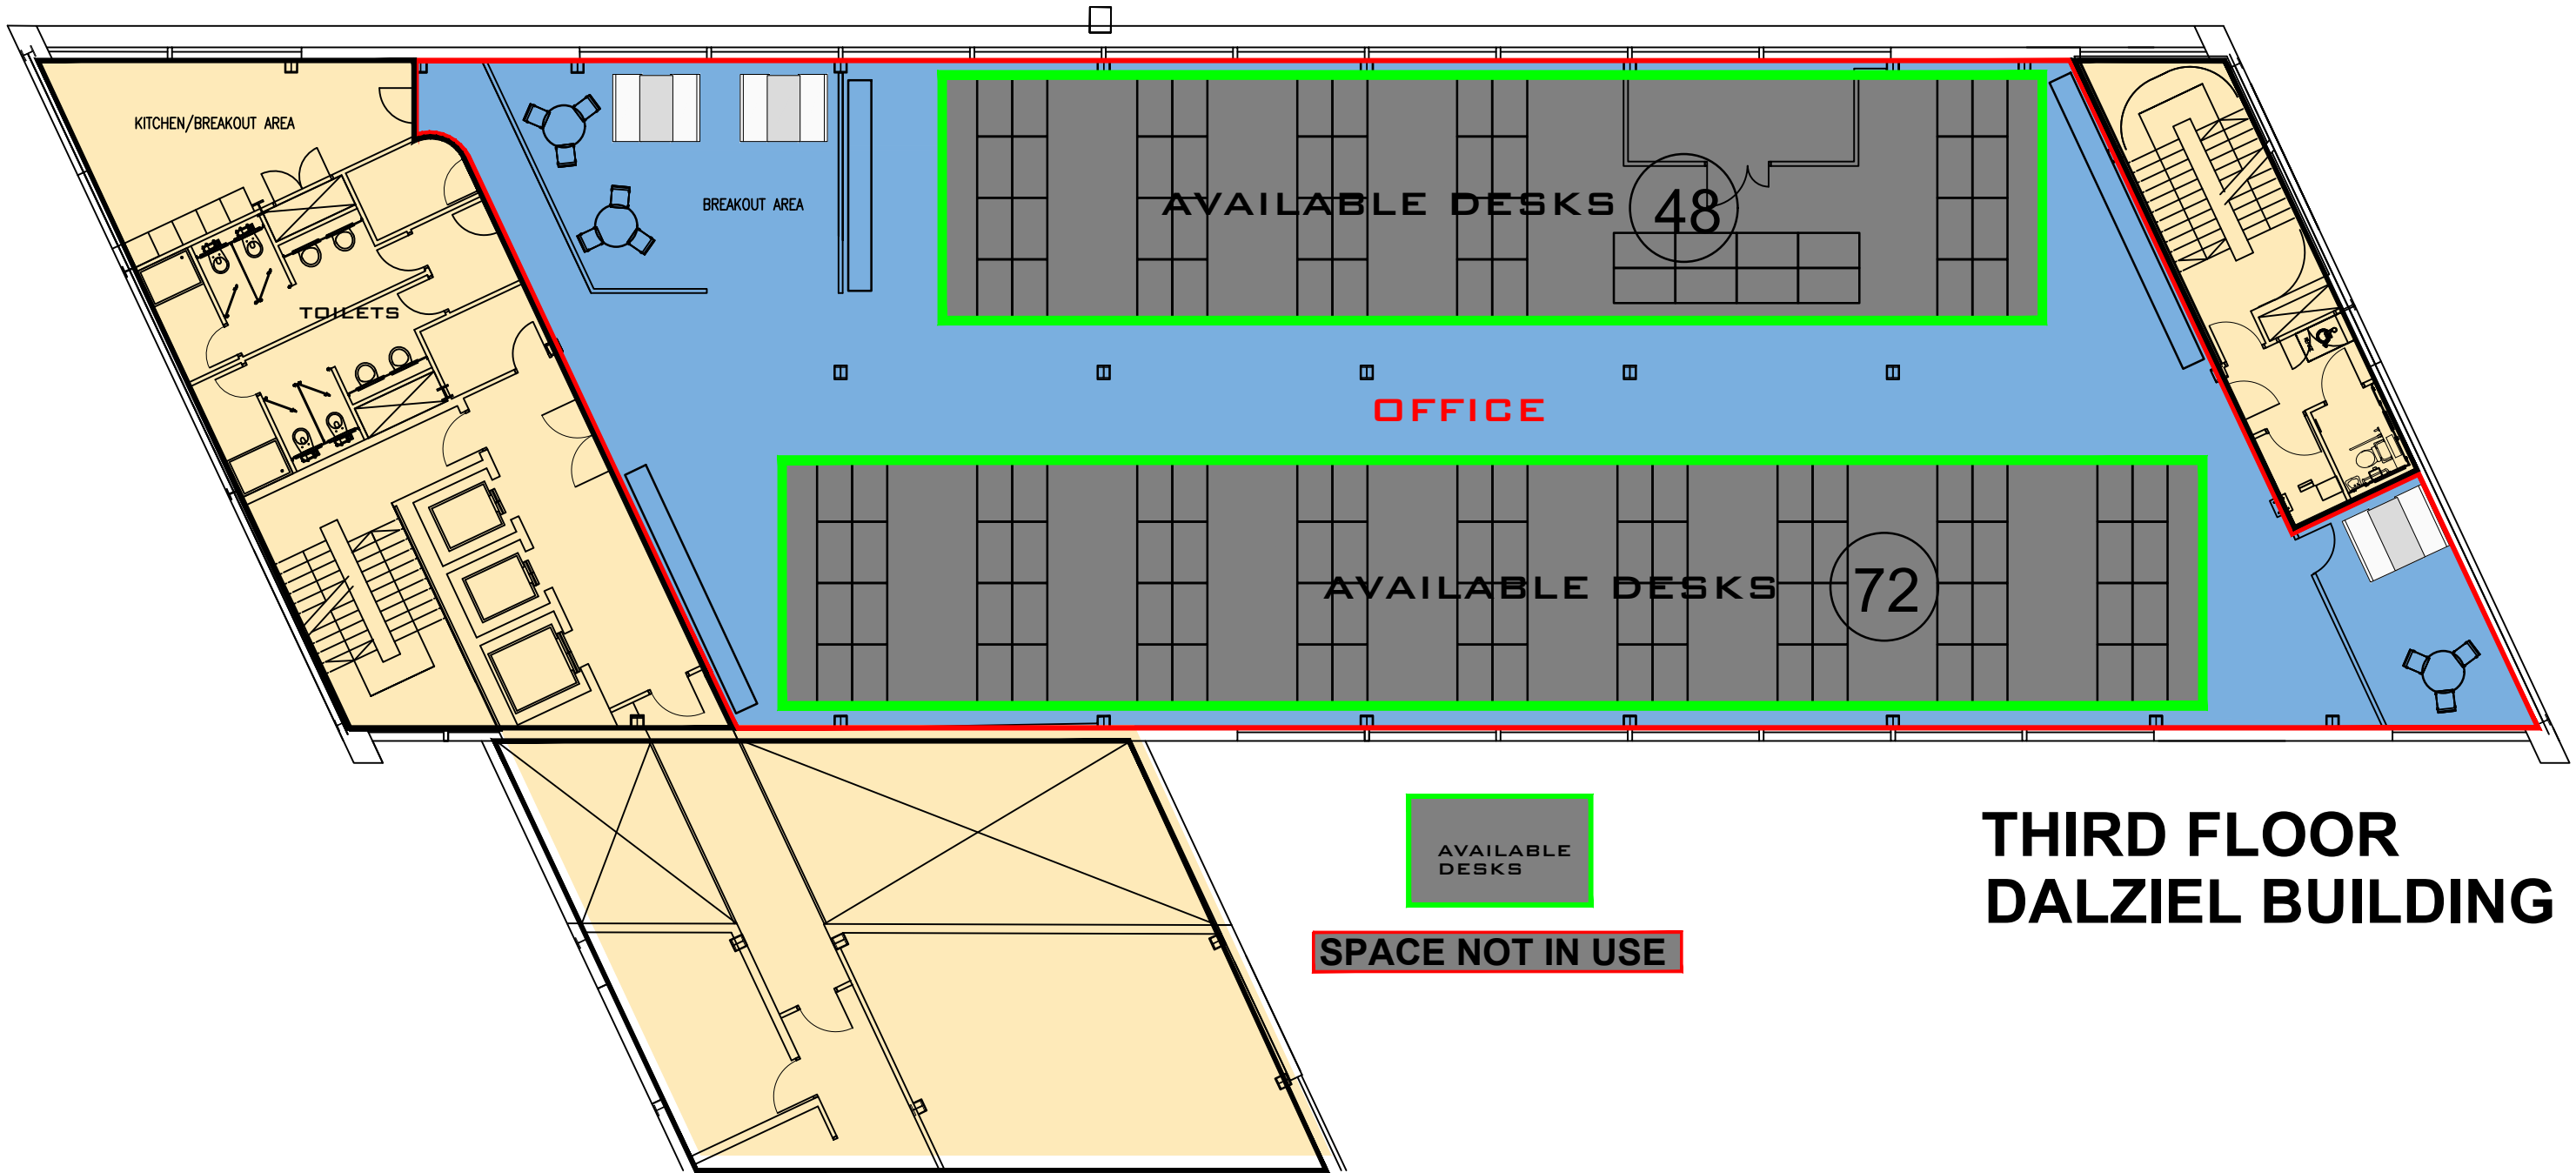 KITCHEN/BREAKOUT AREA
BREAKOUT AREA
AVAILABLE DESKS 48
TOILETS
OFFICE
AVAILABLE DESKS 72
AVAILABLE
DESKS
SPACE NOT IN USE
THIRD FLOOR
DALZIEL BUILDING